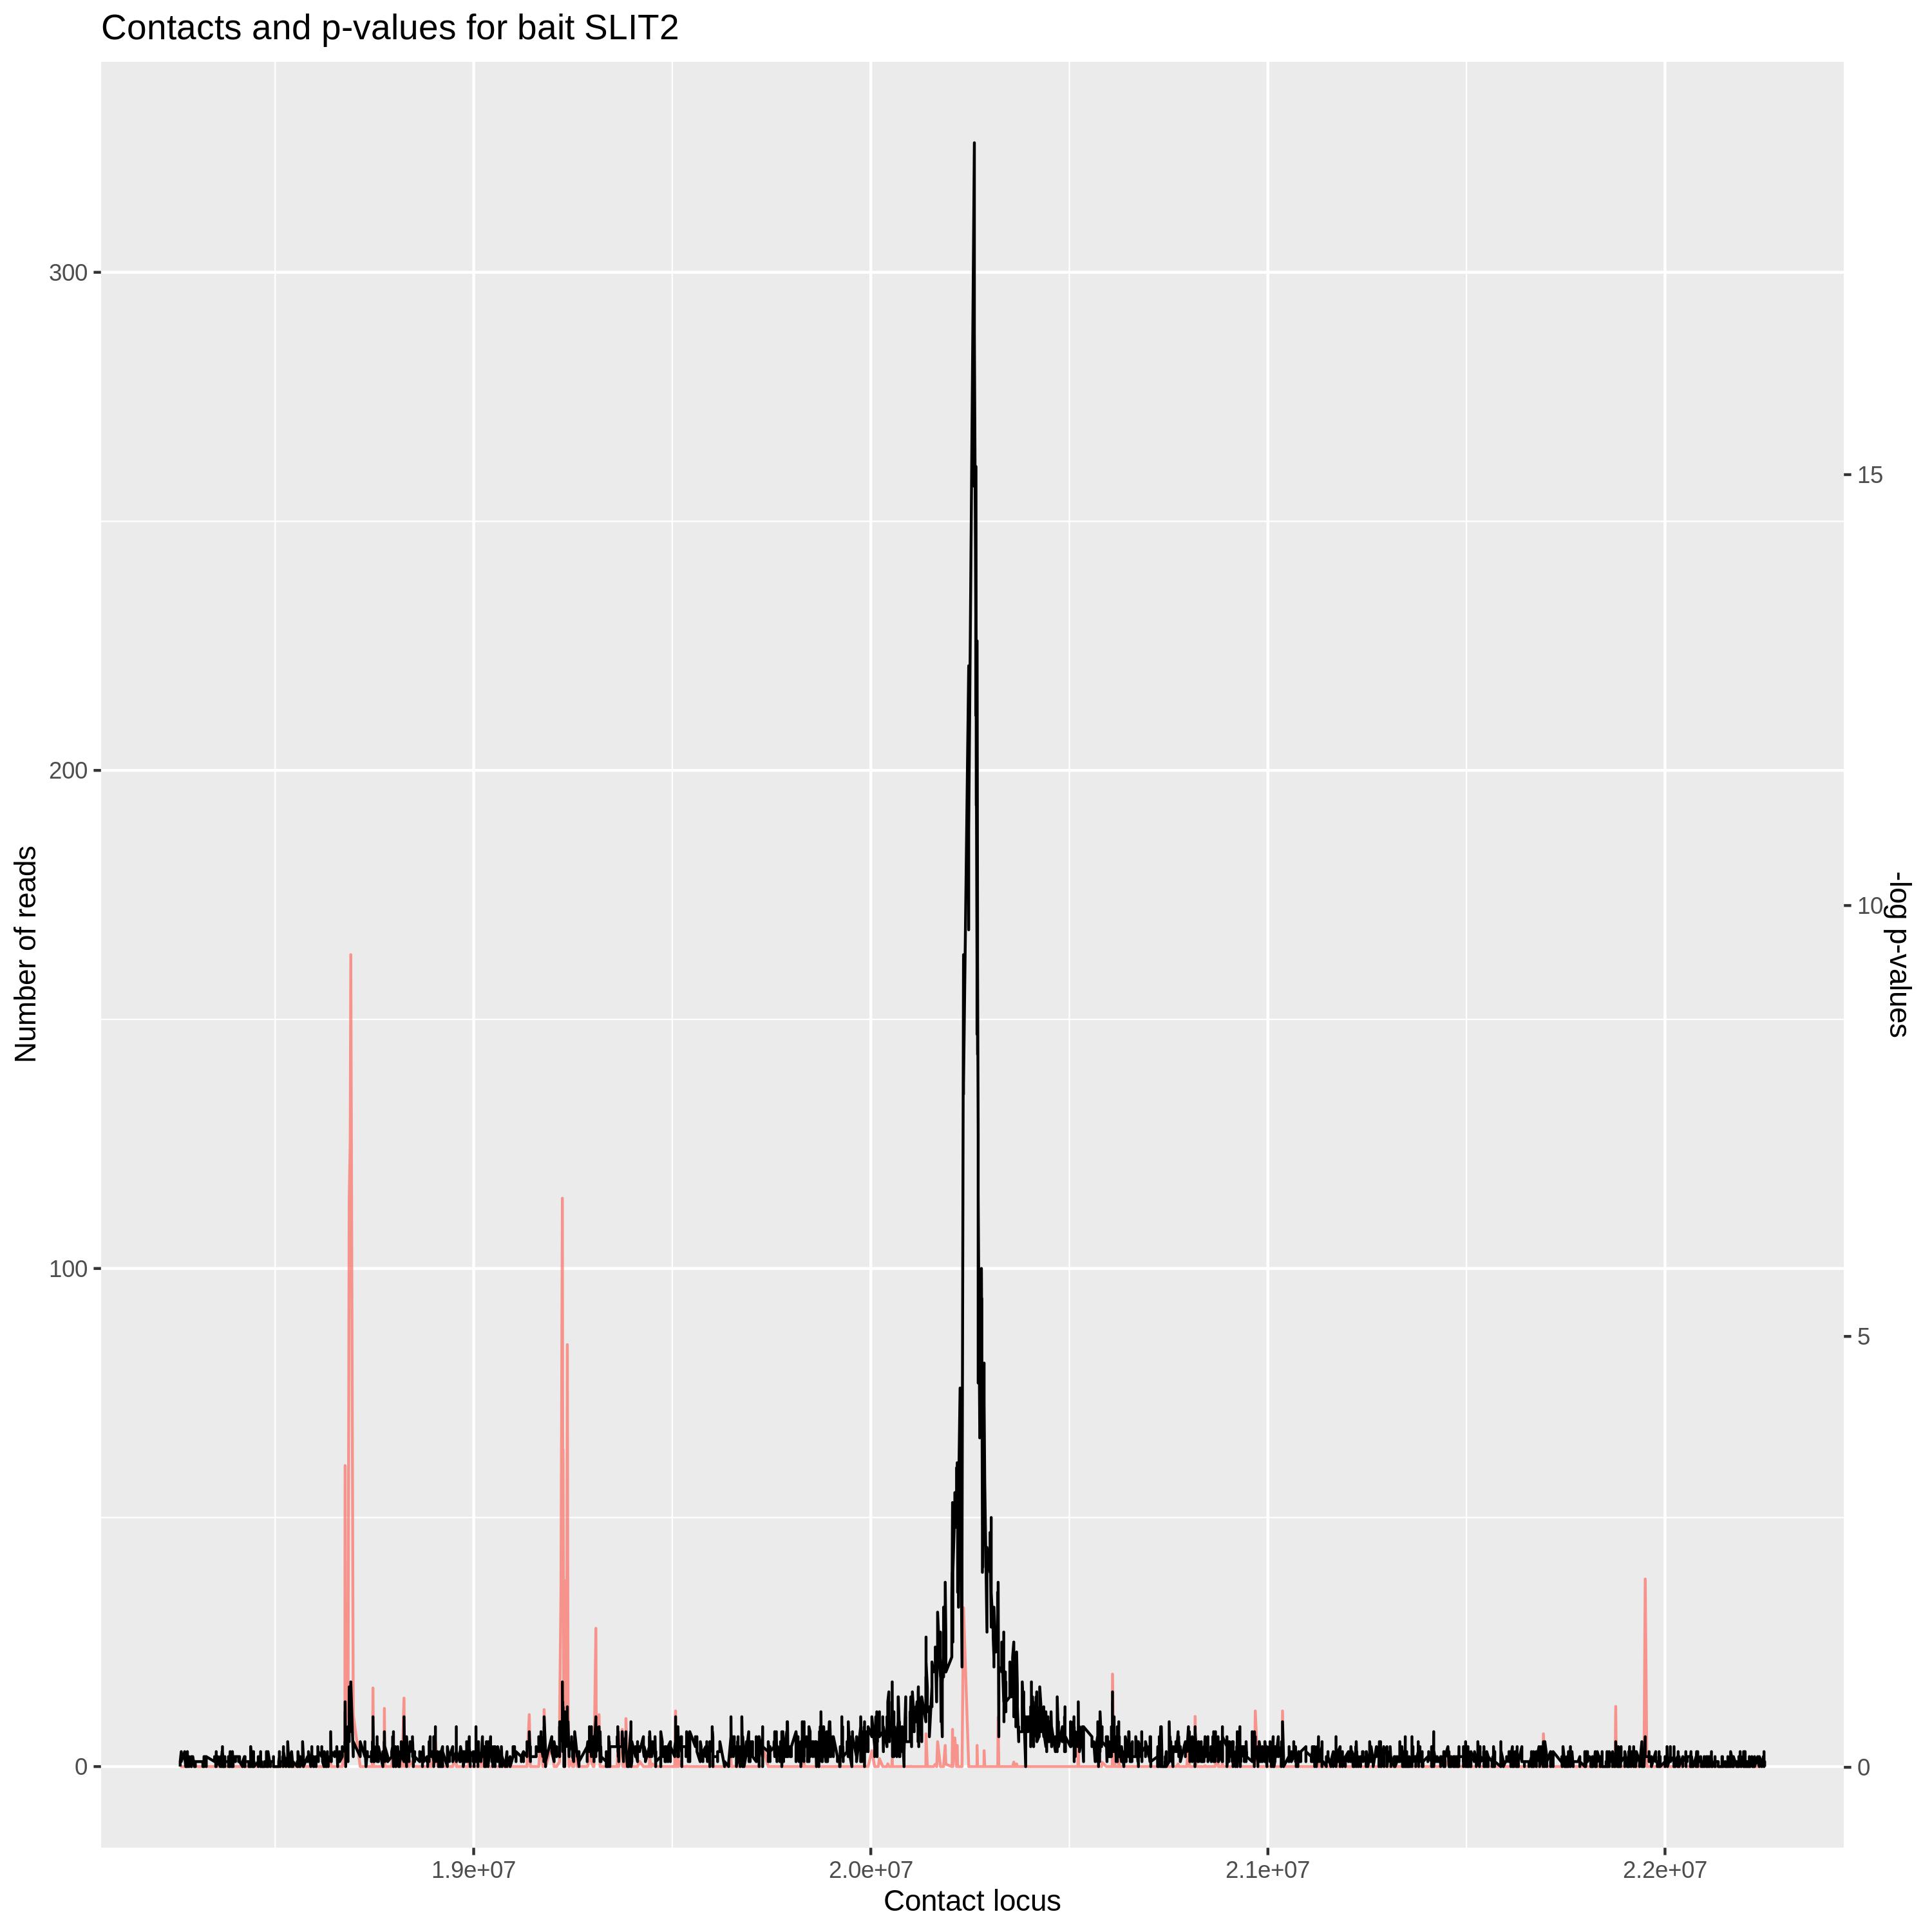 Contacts and p-values for bait SLIT2
300
200
100
0
Number of reads
15
10
5
0
-log p-values
1.9e+07 2.0e+07 2.1e+07 2.2e+07
Contact locus